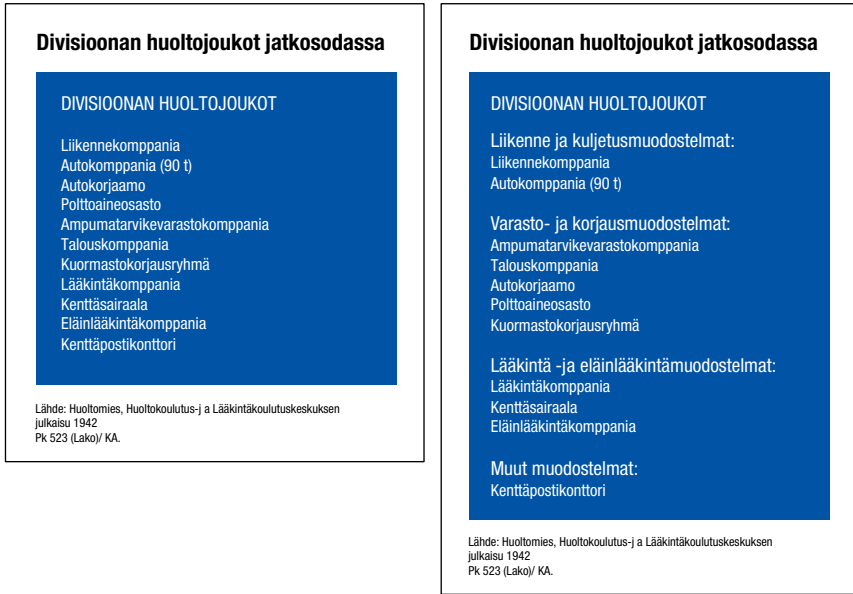 Divisioonan huoltojoukot jatkosodassa
DIVISIOONAN HUOLTOJOUKOT
Liikennekomppania
Autokomppania (90 t)
Autokorjaamo
Polttoaineosasto
Ampumatarvikevarastokomppania
Talouskomppania
Kuormastokorjausryhmä
Lääkintäkomppania
Kenttäsairaala
Eläinlääkintäkomppania
Kenttäpostikonttori
Lähde: Huoltomies, Huoltokoulutus-j a Lääkintäkoulutuskeskuksen
julkaisu 1942
Pk 523 (Lako)/ KA.
Divisioonan huoltojoukot jatkosodassa
DIVISIOONAN HUOLTOJOUKOT
Liikenne ja kuljetusmuodostelmat:
Liikennekomppania
Autokomppania (90 t)
Varasto- ja korjausmuodostelmat:
Ampumatarvikevarastokomppania
Talouskomppania
Autokorjaamo
Polttoaineosasto
Kuormastokorjausryhmä
Lääkintä -ja eläinlääkintämuodostelmat:
Lääkintäkomppania
Kenttäsairaala
Eläinlääkintäkomppania
Muut muodostelmat:
Kenttäpostikonttori
Lähde: Huoltomies, Huoltokoulutus-j a Lääkintäkoulutuskeskuksen
julkaisu 1942
Pk 523 (Lako)/ KA.